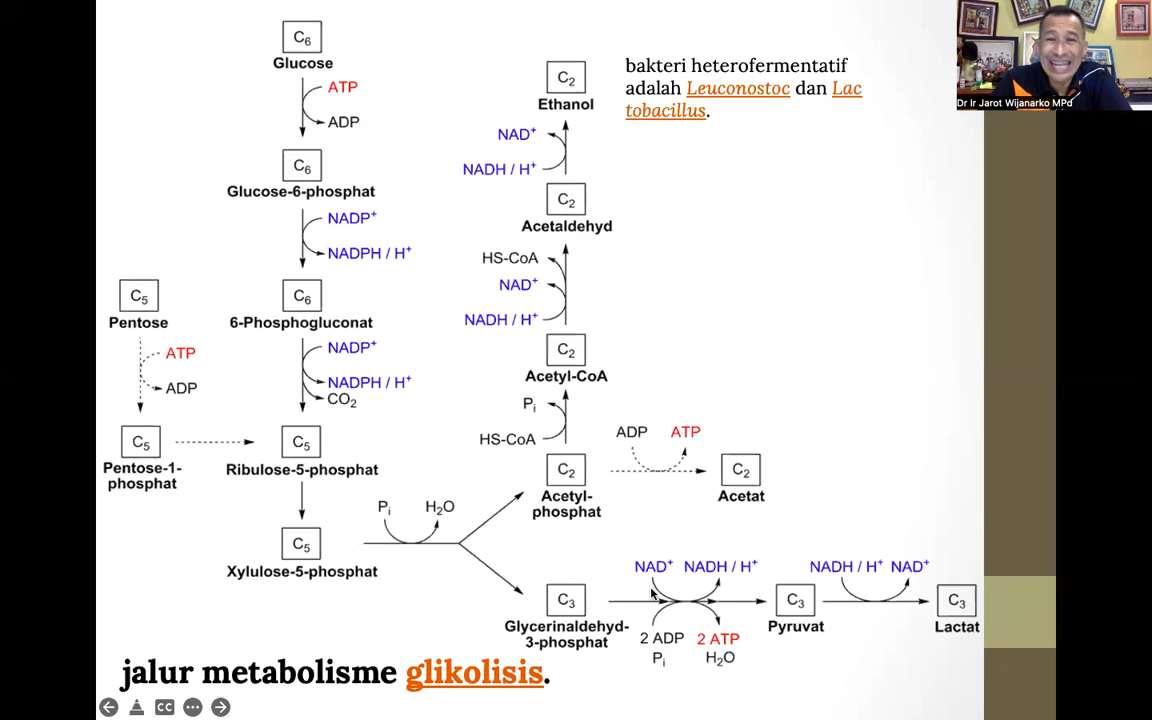 C₆
Glucose
ATP
ADP
C₆
Glucose-6-phosphat
NADP⁺
NADPH / H⁺
C₆
6-Phosphogluconat
NADP⁺
NADPH / H⁺
CO₂
C₅
Pentose
ATP
ADP
C₅
Pentose-1-
phosphat
C₅
Ribulose-5-phosphat
C₅
Xylulose-5-phosphat
Pᵢ
H₂O
C₂
Ethanol
NAD⁺
NADH / H⁺
C₂
Acetaldehyd
HS-CoA
NAD⁺
NADH / H⁺
C₂
Acetyl-CoA
Pᵢ
HS-CoA
C₂
Acetyl-
phosphat
ADP
ATP
C₂
Acetat
C₃
Glycerinaldehyd-
3-phosphat
NAD⁺ NADH / H⁺
2 ADP 2 ATP
Pᵢ H₂O
C₃
Pyruvat
NADH / H⁺ NAD⁺
C₃
Lactat
bakteri heterofermentatif
adalah Leuconostoc dan Lac
tobacillus.
jalur metabolisme glikolisis.
CC
Dr Ir Jarot Wijanarko MPd